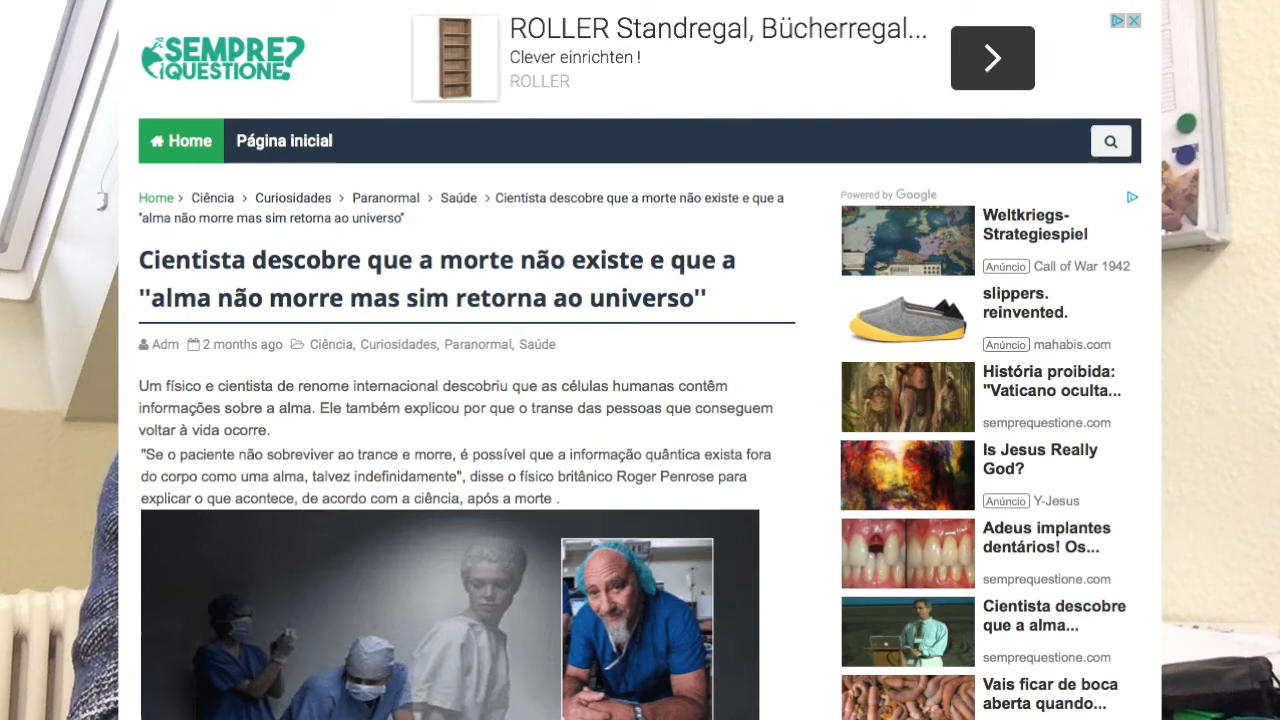 SEMPRE
QUESTIONE?
ROLLER Standregal, Bücherregal...
Clever einrichten !
ROLLER
Home Página inicial
Home > Ciência > Curiosidades > Paranormal > Saúde > Cientista descobre que a morte não existe e que a
"alma não morre mas sim retorna ao universo"
Cientista descobre que a morte não existe e que a
"alma não morre mas sim retorna ao universo"
Adm 2 months ago Ciência, Curiosidades, Paranormal, Saúde
Um físico e cientista de renome internacional descobriu que as células humanas contêm
informações sobre a alma. Ele também explicou por que o transe das pessoas que conseguem
voltar à vida ocorre.
"Se o paciente não sobreviver ao trance e morre, é possível que a informação quântica exista fora
do corpo como uma alma, talvez indefinidamente", disse o físico britânico Roger Penrose para
explicar o que acontece, de acordo com a ciência, após a morte .
Powered by Google
Weltkriegs-
Strategiespiel
Anúncio Call of War 1942
slippers.
reinvented.
Anúncio mahabis.com
História proibida:
"Vaticano oculta...
semprequestione.com
Is Jesus Really
God?
Anúncio Y-Jesus
Adeus implantes
dentários! Os...
semprequestione.com
Cientista descobre
que a alma...
semprequestione.com
Vais ficar de boca
aberta quando...